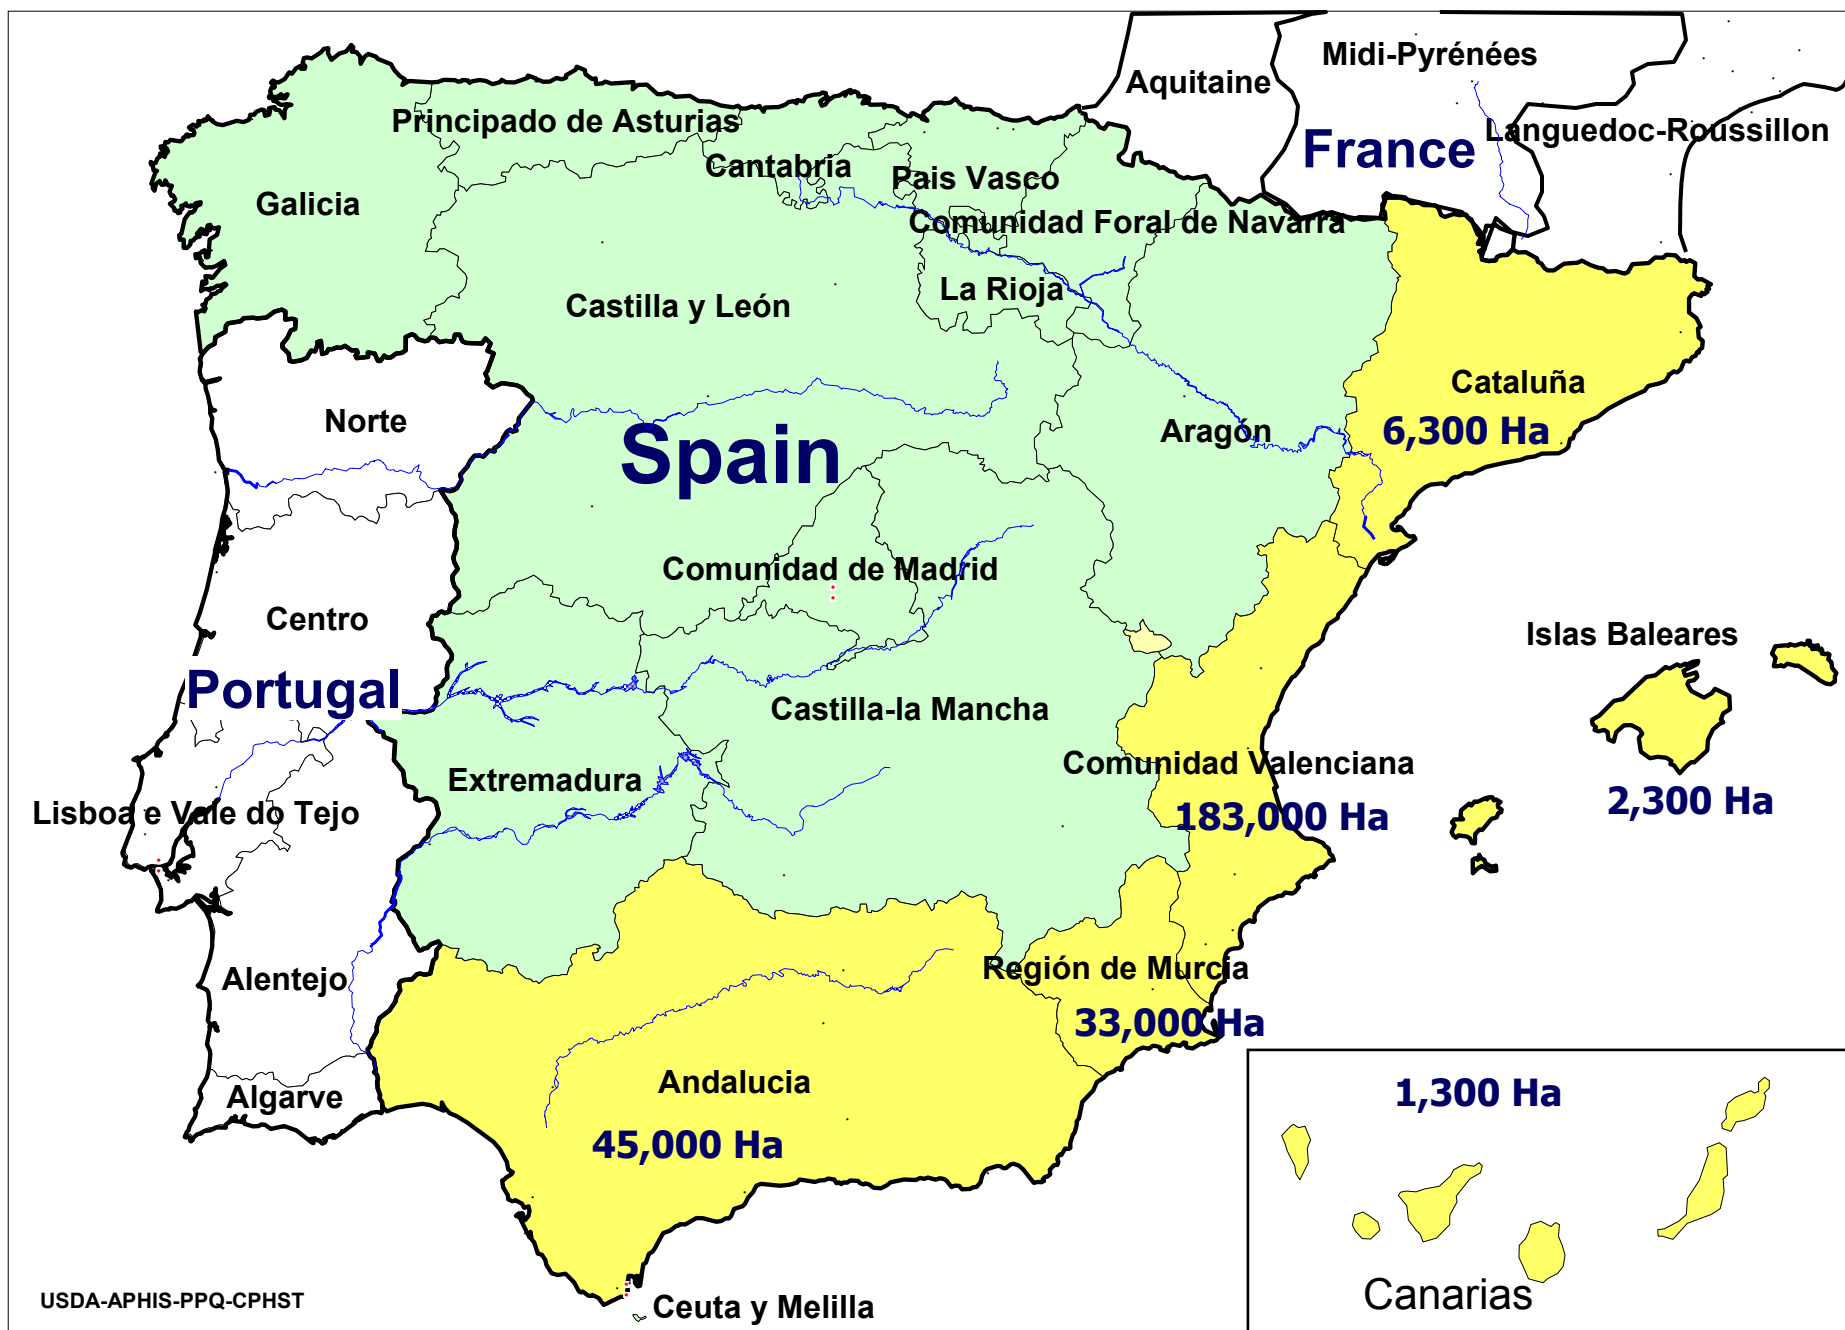 Midi-Pyrénées
Aquitaine
Principado de Asturias
Languedoc-Roussillon
France
Cantabria
Pais Vasco
Galicia
Comunidad Foral de Navarra
La Rioja
Castilla y León
Cataluña
Norte
Aragón
6,300 Ha
Spain
Comunidad de Madrid
Centro
Islas Baleares
Portugal
Castilla-la Mancha
Comunidad Valenciana
Extremadura
2,300 Ha
Lisboa e Vale do Tejo
183,000 Ha
Región de Murcia
Alentejo
33,000 Ha
Andalucia
1,300 Ha
Algarve
45,000 Ha
Canarias
USDA-APHIS-PPQ-CPHST
Ceuta y Melilla